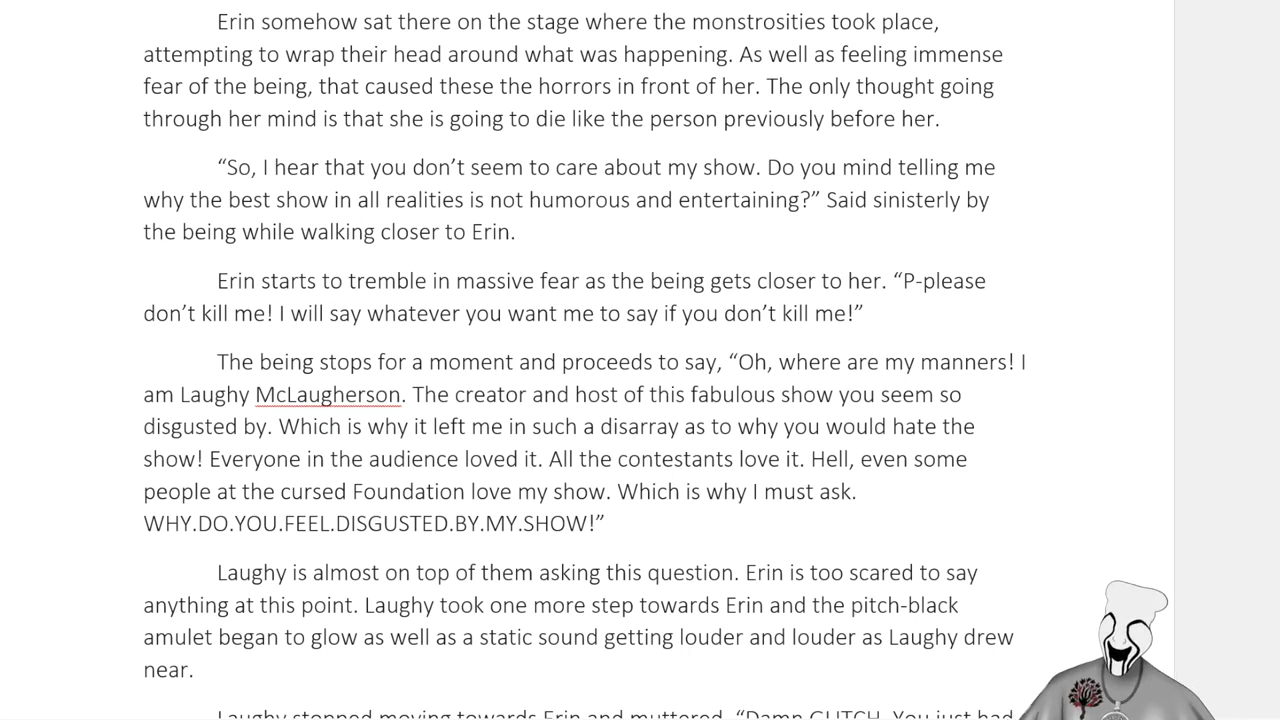 Erin somehow sat there on the stage where the monstrosities took place,
attempting to wrap their head around what was happening. As well as feeling immense
fear of the being, that caused these the horrors in front of her. The only thought going
through her mind is that she is going to die like the person previously before her.
“So, I hear that you don’t seem to care about my show. Do you mind telling me
why the best show in all realities is not humorous and entertaining?” Said sinisterly by
the being while walking closer to Erin.
Erin starts to tremble in massive fear as the being gets closer to her. “P-please
don’t kill me! I will say whatever you want me to say if you don’t kill me!”
The being stops for a moment and proceeds to say, “Oh, where are my manners! I
am Laughy McLaugherson. The creator and host of this fabulous show you seem so
disgusted by. Which is why it left me in such a disarray as to why you would hate the
show! Everyone in the audience loved it. All the contestants love it. Hell, even some
people at the cursed Foundation love my show. Which is why I must ask.
WHY.DO.YOU.FEEL.DISGUSTED.BY.MY.SHOW!”
Laughy is almost on top of them asking this question. Erin is too scared to say
anything at this point. Laughy took one more step towards Erin and the pitch-black
amulet began to glow as well as a static sound getting louder and louder as Laughy drew
near.
Laughy stopped moving towards Erin and muttered, “Damn GLITCH. You just had